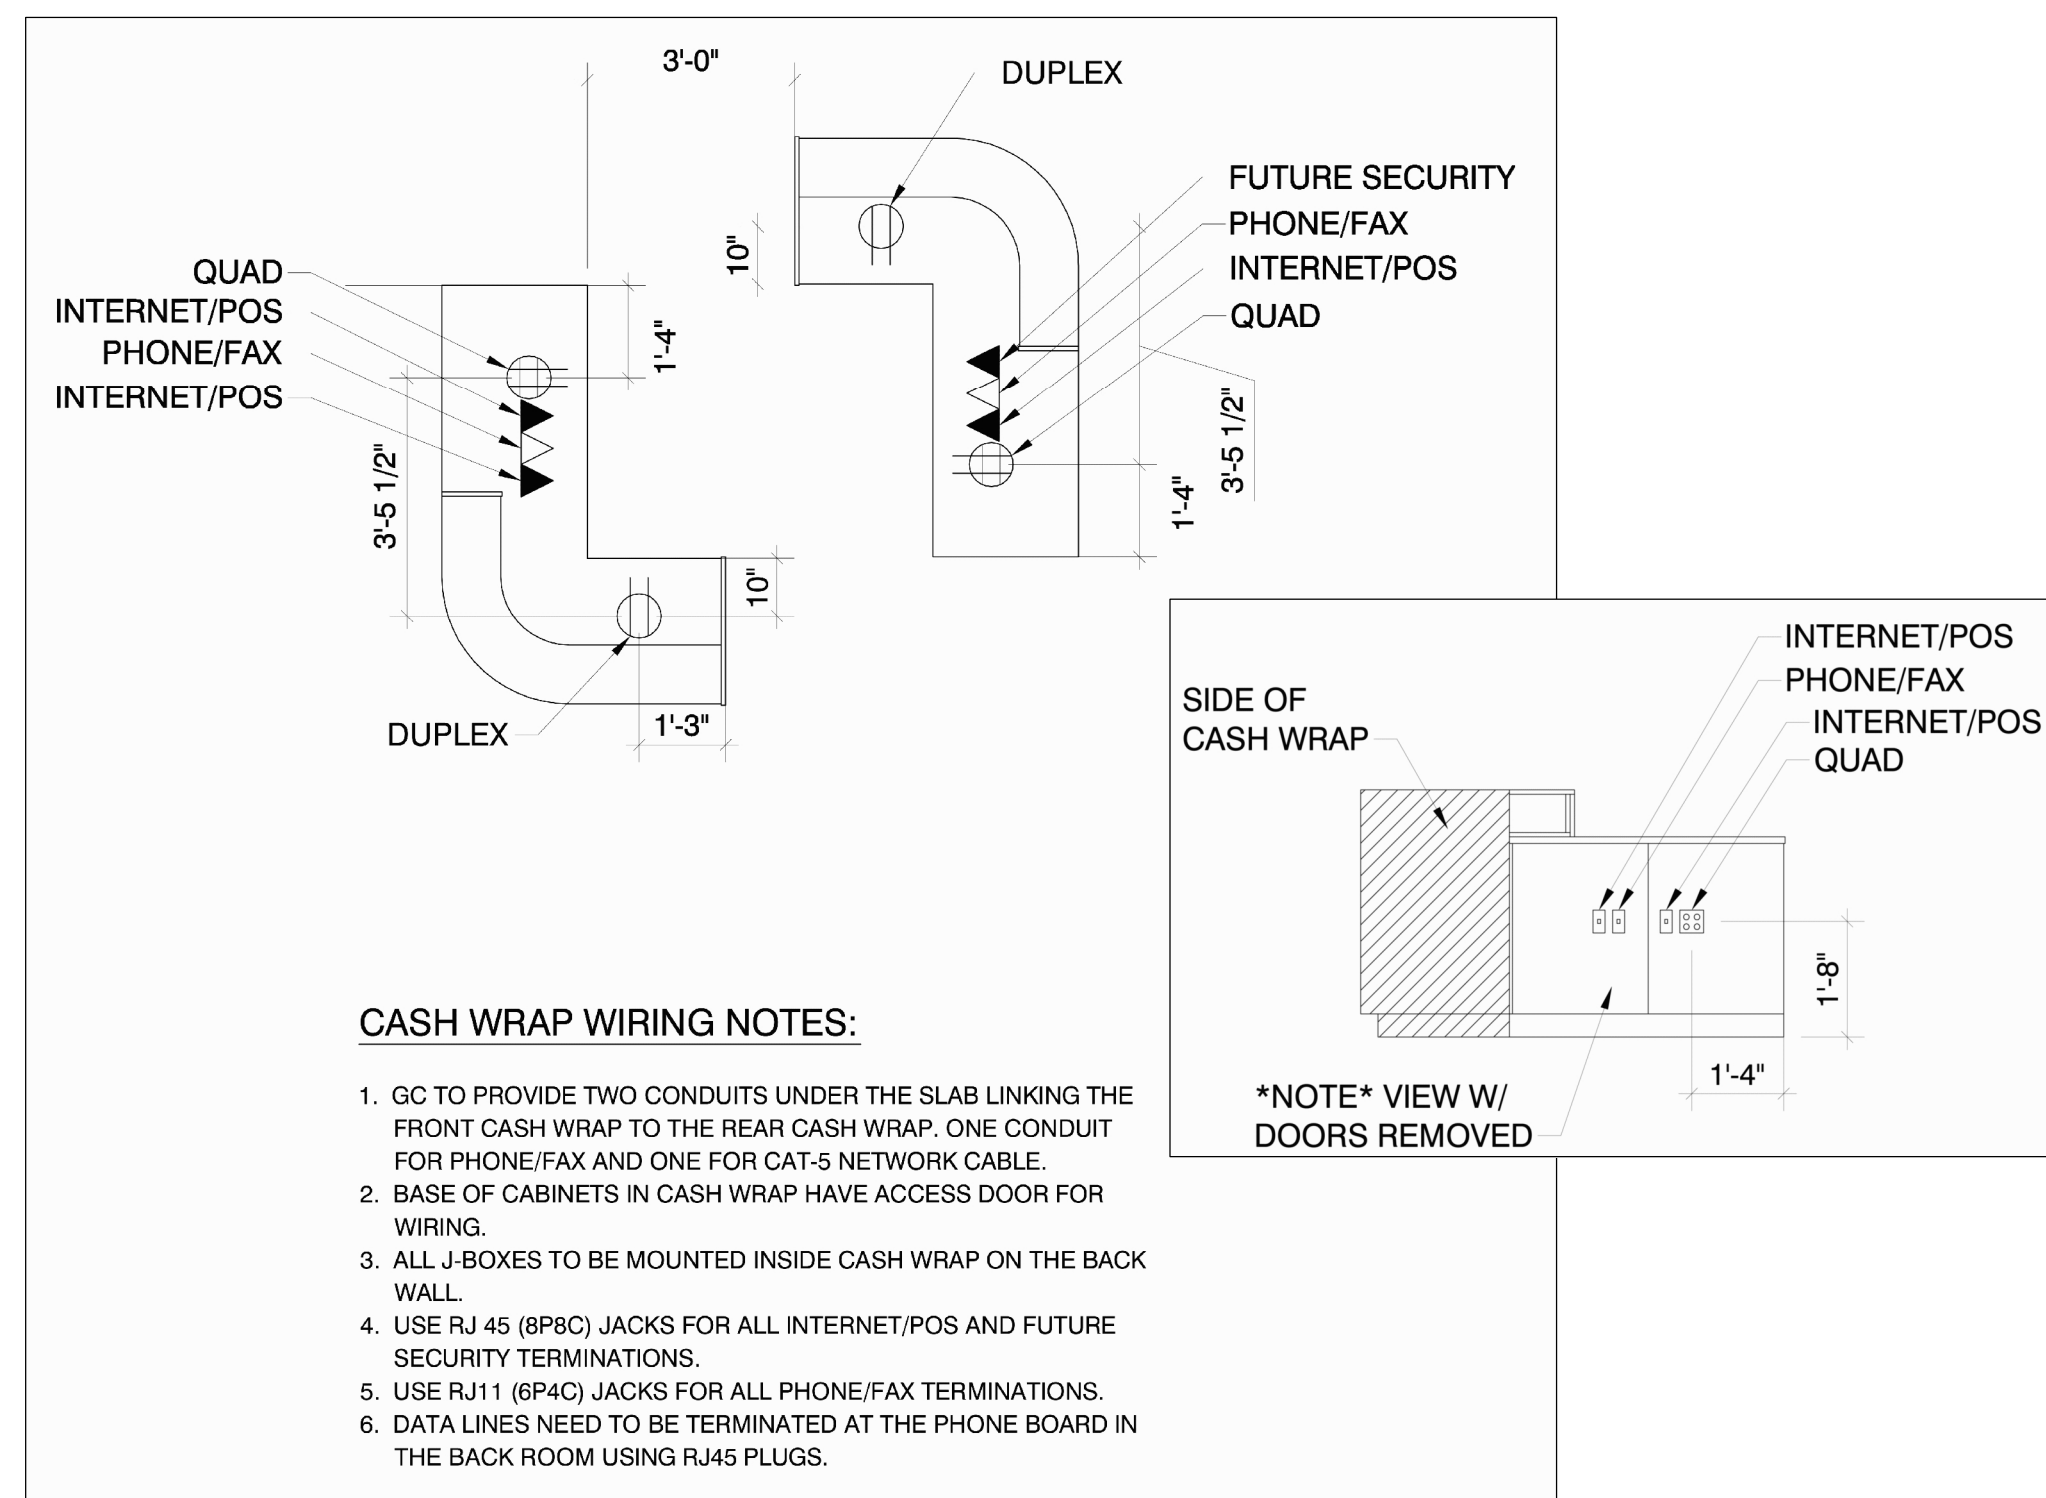 3'-0"
DUPLEX
FUTURE SECURITY
PHONE/FAX
INTERNET/POS
QUAD
10"
QUAD
INTERNET/POS
PHONE/FAX
INTERNET/POS
1'-4"
3'-5 1/2"
3'-5 1/2"
1'-4"
10"
DUPLEX
1'-3"
INTERNET/POS
PHONE/FAX
INTERNET/POS
QUAD
SIDE OF
CASH WRAP
1'-8"
1'-4"
*NOTE* VIEW W/
DOORS REMOVED
CASH WRAP WIRING NOTES:
1. GC TO PROVIDE TWO CONDUITS UNDER THE SLAB LINKING THE
FRONT CASH WRAP TO THE REAR CASH WRAP. ONE CONDUIT
FOR PHONE/FAX AND ONE FOR CAT-5 NETWORK CABLE.
2. BASE OF CABINETS IN CASH WRAP HAVE ACCESS DOOR FOR
WIRING.
3. ALL J-BOXES TO BE MOUNTED INSIDE CASH WRAP ON THE BACK
WALL.
4. USE RJ 45 (8P8C) JACKS FOR ALL INTERNET/POS AND FUTURE
SECURITY TERMINATIONS.
5. USE RJ11 (6P4C) JACKS FOR ALL PHONE/FAX TERMINATIONS.
6. DATA LINES NEED TO BE TERMINATED AT THE PHONE BOARD IN
THE BACK ROOM USING RJ45 PLUGS.